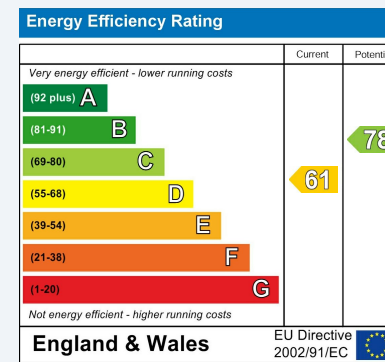 Energy Efficiency Rating
Current
Potenti
Very energy efficient - lower running costs
(92 plus) A
(81-91) B
78
(69-80) C
61
(55-68) D
(39-54) E
(21-38) F
(1-20) G
Not energy efficient - higher running costs
England & Wales
EU Directive
2002/91/EC